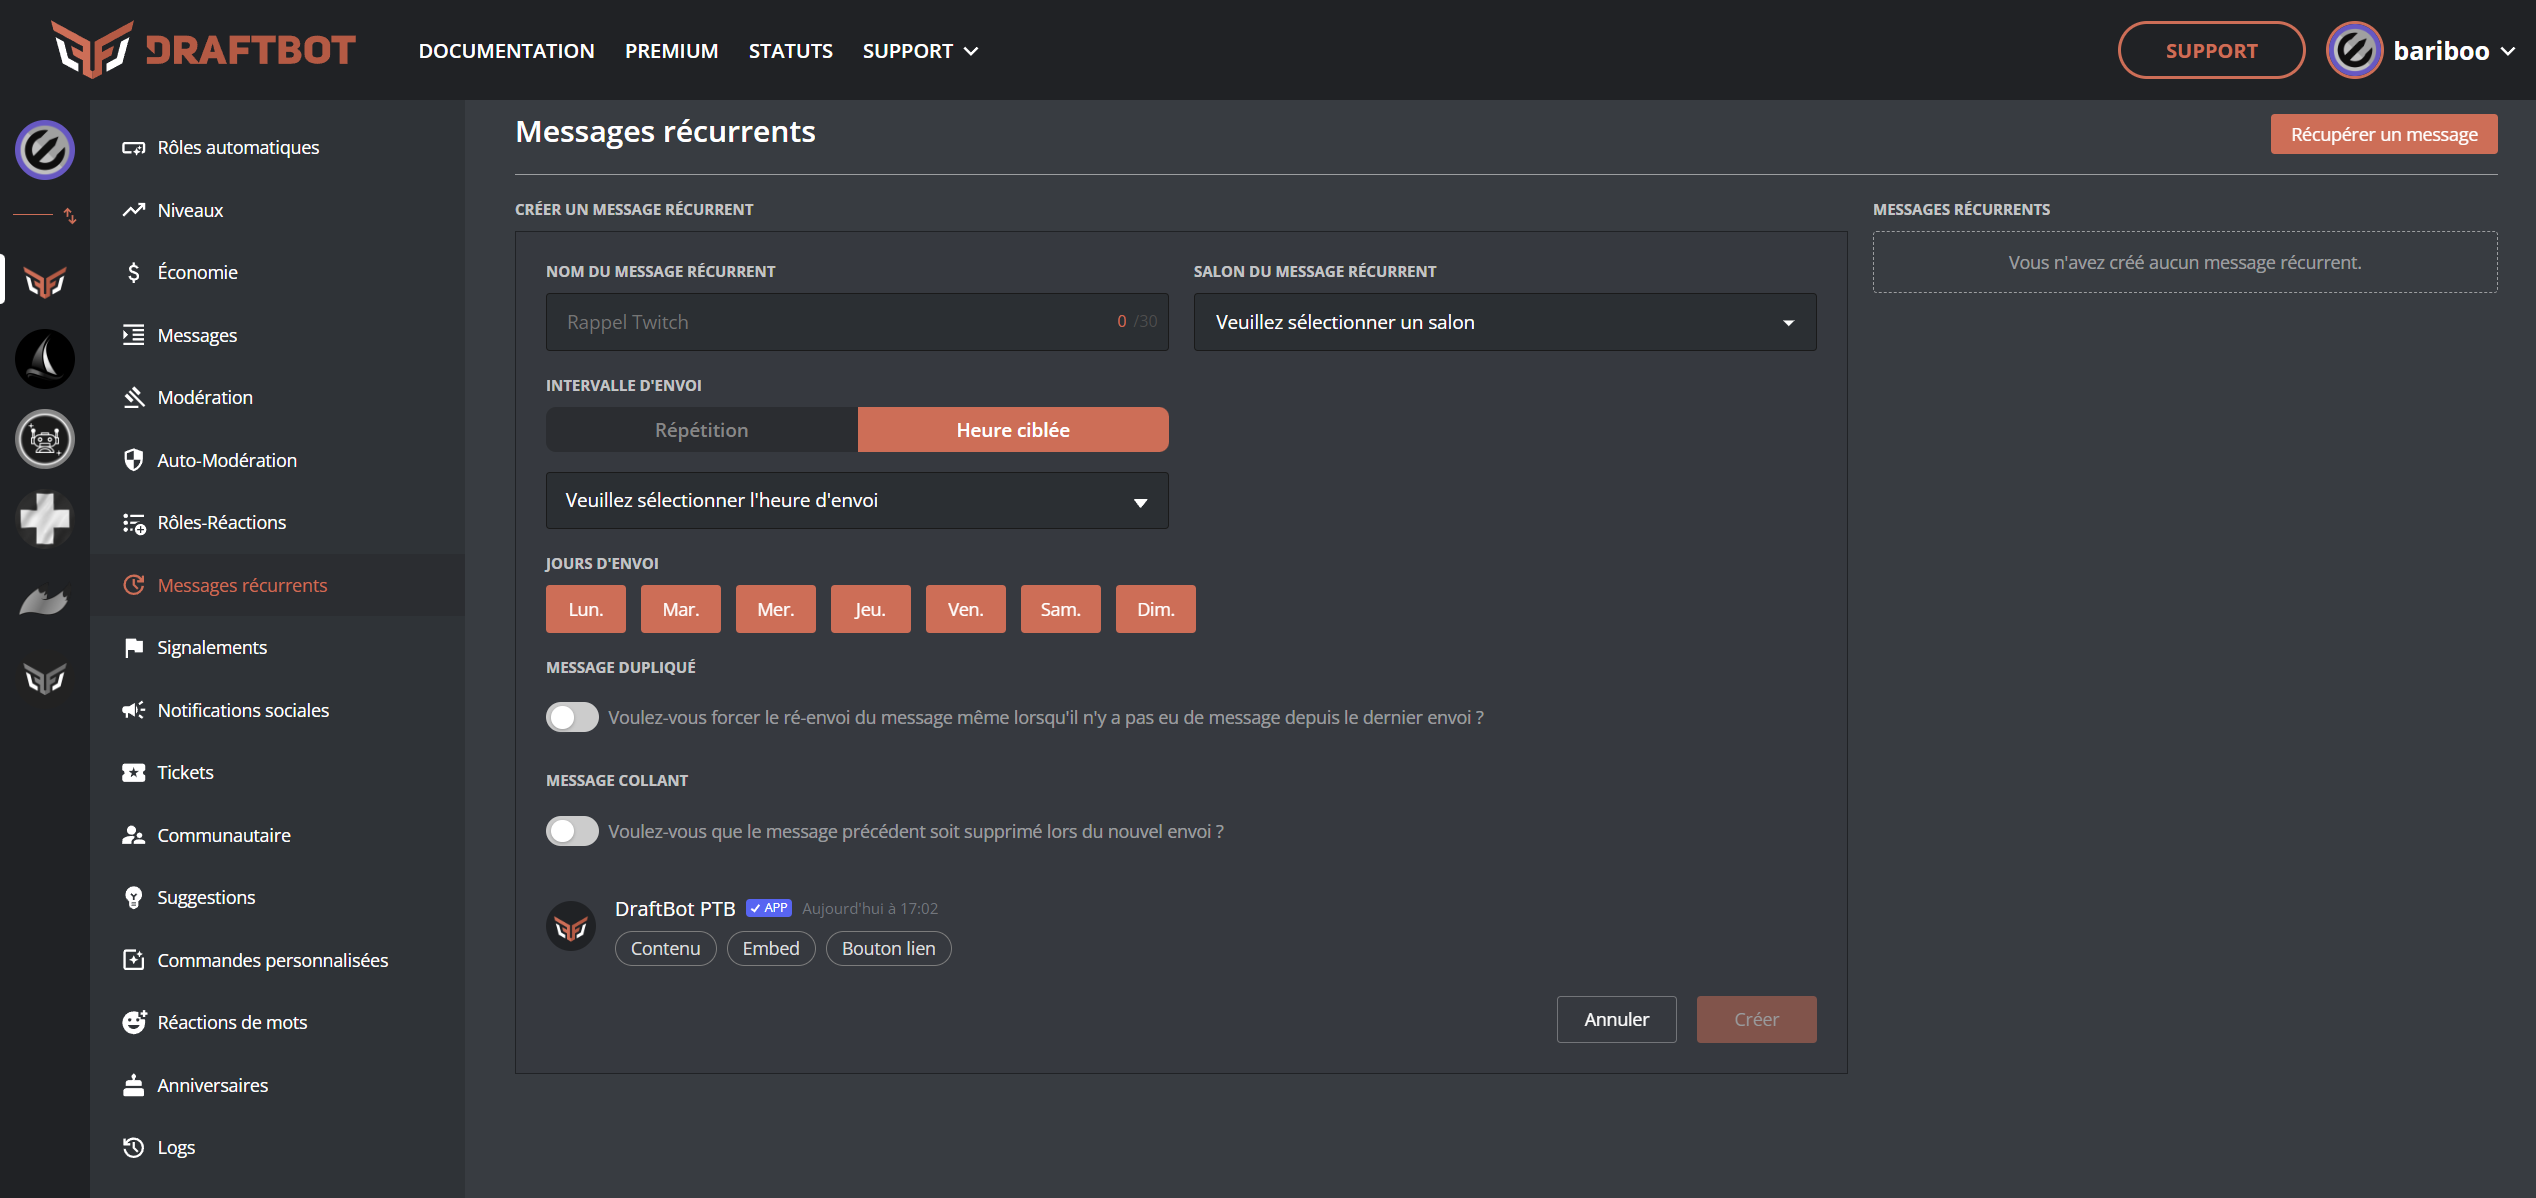 DRAFTBOT
DOCUMENTATION
PREMIUM
STATUTS
SUPPORT
SUPPORT
bariboo
Rôles automatiques
Niveaux
Économie
Messages
Modération
Auto-Modération
Rôles-Réactions
Messages récurrents
Signalements
Notifications sociales
Tickets
Communautaire
Suggestions
Commandes personnalisées
Réactions de mots
Anniversaires
Logs
Messages récurrents
Récupérer un message
CRÉER UN MESSAGE RÉCURRENT
NOM DU MESSAGE RÉCURRENT
Rappel Twitch
0 /30
SALON DU MESSAGE RÉCURRENT
Veuillez sélectionner un salon
INTERVALLE D'ENVOI
Répétition
Heure ciblée
Veuillez sélectionner l'heure d'envoi
JOURS D'ENVOI
Lun.
Mar.
Mer.
Jeu.
Ven.
Sam.
Dim.
MESSAGE DUPLIQUÉ
Voulez-vous forcer le ré-envoi du message même lorsqu'il n'y a pas eu de message depuis le dernier envoi ?
MESSAGE COLLANT
Voulez-vous que le message précédent soit supprimé lors du nouvel envoi ?
DraftBot PTB
APP
Aujourd'hui à 17:02
Contenu
Embed
Bouton lien
Annuler
Créer
MESSAGES RÉCURRENTS
Vous n'avez créé aucun message récurrent.